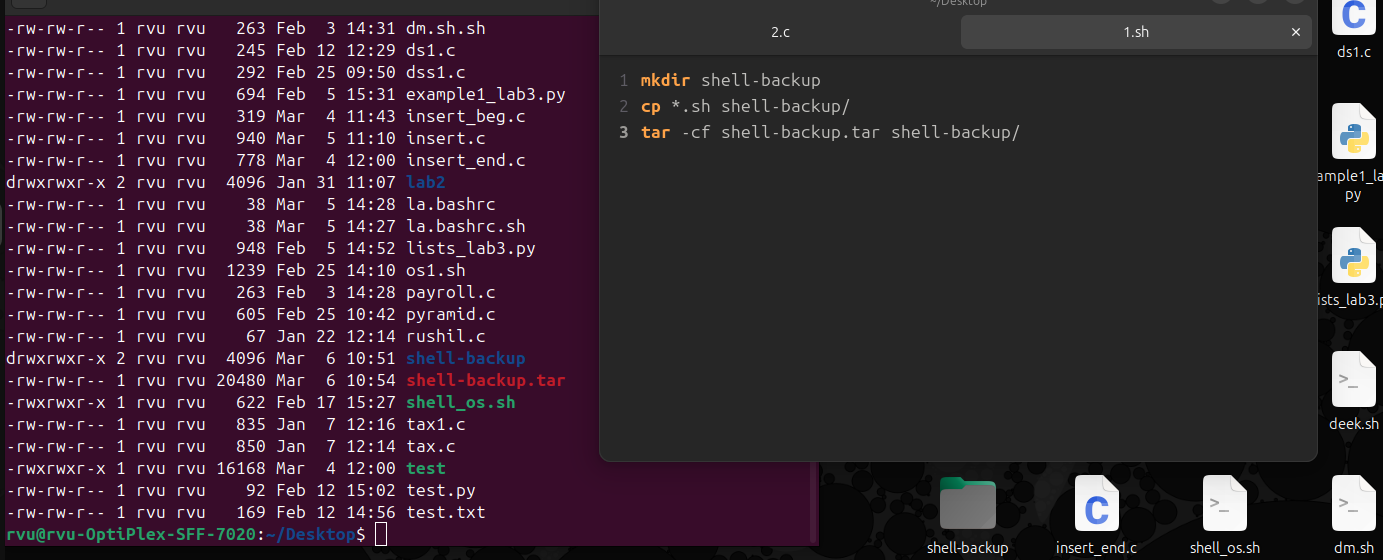 -rw-rw-r-- 1 rvu rvu   263 Feb  3 14:31 dm.sh.sh
-rw-rw-r-- 1 rvu rvu   245 Feb 12 12:29 ds1.c
-rw-rw-r-- 1 rvu rvu   292 Feb 25 09:50 dss1.c
-rw-rw-r-- 1 rvu rvu   694 Feb  5 15:31 example1_lab3.py
-rw-rw-r-- 1 rvu rvu   319 Mar  4 11:43 insert_beg.c
-rw-rw-r-- 1 rvu rvu   940 Mar  5 11:10 insert.c
-rw-rw-r-- 1 rvu rvu   778 Mar  4 12:00 insert_end.c
drwxrwxr-x 2 rvu rvu  4096 Jan 31 11:07 lab2
-rw-rw-r-- 1 rvu rvu    38 Mar  5 14:28 la.bashrc
-rw-rw-r-- 1 rvu rvu    38 Mar  5 14:27 la.bashrc.sh
-rw-rw-r-- 1 rvu rvu   948 Feb  5 14:52 lists_lab3.py
-rw-rw-r-- 1 rvu rvu  1239 Feb 25 14:10 os1.sh
-rw-rw-r-- 1 rvu rvu   263 Feb  3 14:28 payroll.c
-rw-rw-r-- 1 rvu rvu   605 Feb 25 10:42 pyramid.c
-rw-rw-r-- 1 rvu rvu    67 Jan 22 12:14 rushil.c
drwxrwxr-x 2 rvu rvu  4096 Mar  6 10:51 shell-backup
-rw-rw-r-- 1 rvu rvu 20480 Mar  6 10:54 shell-backup.tar
-rwxrwxr-x 1 rvu rvu   622 Feb 17 15:27 shell_os.sh
-rw-rw-r-- 1 rvu rvu   835 Jan  7 12:16 tax1.c
-rw-rw-r-- 1 rvu rvu   850 Jan  7 12:14 tax.c
-rwxrwxr-x 1 rvu rvu 16168 Mar  4 12:00 test
-rw-rw-r-- 1 rvu rvu    92 Feb 12 15:02 test.py
-rw-rw-r-- 1 rvu rvu   169 Feb 12 14:56 test.txt
rvu@rvu-OptiPlex-SFF-7020:~/Desktop$
~/Desktop
2.c
1.sh ×
1 mkdir shell-backup
2 cp *.sh shell-backup/
3 tar -cf shell-backup.tar shell-backup/
ds1.c
ample1_la
py
ists_lab3.p
>_
deek.sh
shell-backup
C
insert_end.c
>_
shell_os.sh
>_
dm.sh